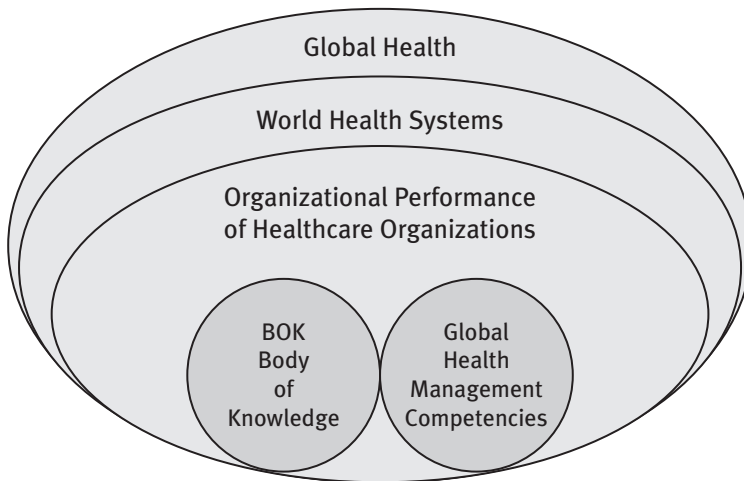 Global Health
World Health Systems
Organizational Performance
of Healthcare Organizations
BOK
Body
of
Knowledge
Global
Health
Management
Competencies